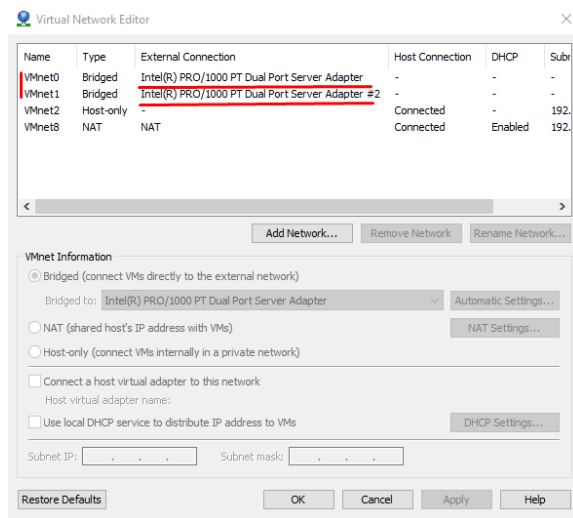 Virtual Network Editor
Name Type External Connection Host Connection DHCP Subr
VMnet0 Bridged Intel(R) PRO/1000 PT Dual Port Server Adapter - - -
VMnet1 Bridged Intel(R) PRO/1000 PT Dual Port Server Adapter #2 - - -
VMnet2 Host-only - Connected - 192.
VMnet8 NAT NAT Connected Enabled 192.
Add Network... Remove Network Rename Network...
VMnet Information
Bridged (connect VMs directly to the external network)
Bridged to: Intel(R) PRO/1000 PT Dual Port Server Adapter Automatic Settings...
NAT (shared host's IP address with VMs) NAT Settings...
Host-only (connect VMs internally in a private network)
Connect a host virtual adapter to this network
Host virtual adapter name:
Use local DHCP service to distribute IP address to VMs DHCP Settings...
Subnet IP: . . . Subnet mask: . . .
Restore Defaults OK Cancel Apply Help